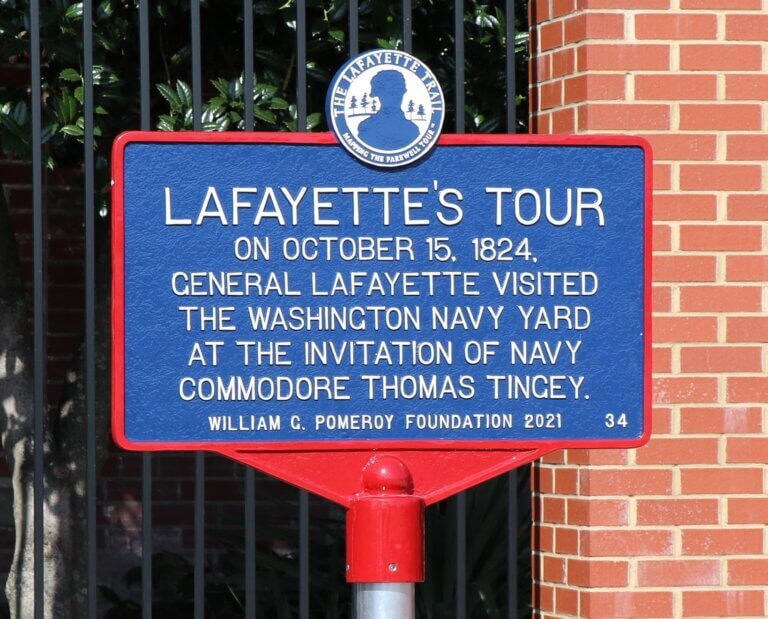 THE LAFAYETTE TRAIL
MAPPING THE FAREWELL TOUR
LAFAYETTE'S TOUR
ON OCTOBER 15, 1824,
GENERAL LAFAYETTE VISITED
THE WASHINGTON NAVY YARD
AT THE INVITATION OF NAVY
COMMODORE THOMAS TINGEY.
WILLIAM G. POMEROY FOUNDATION 2021 34